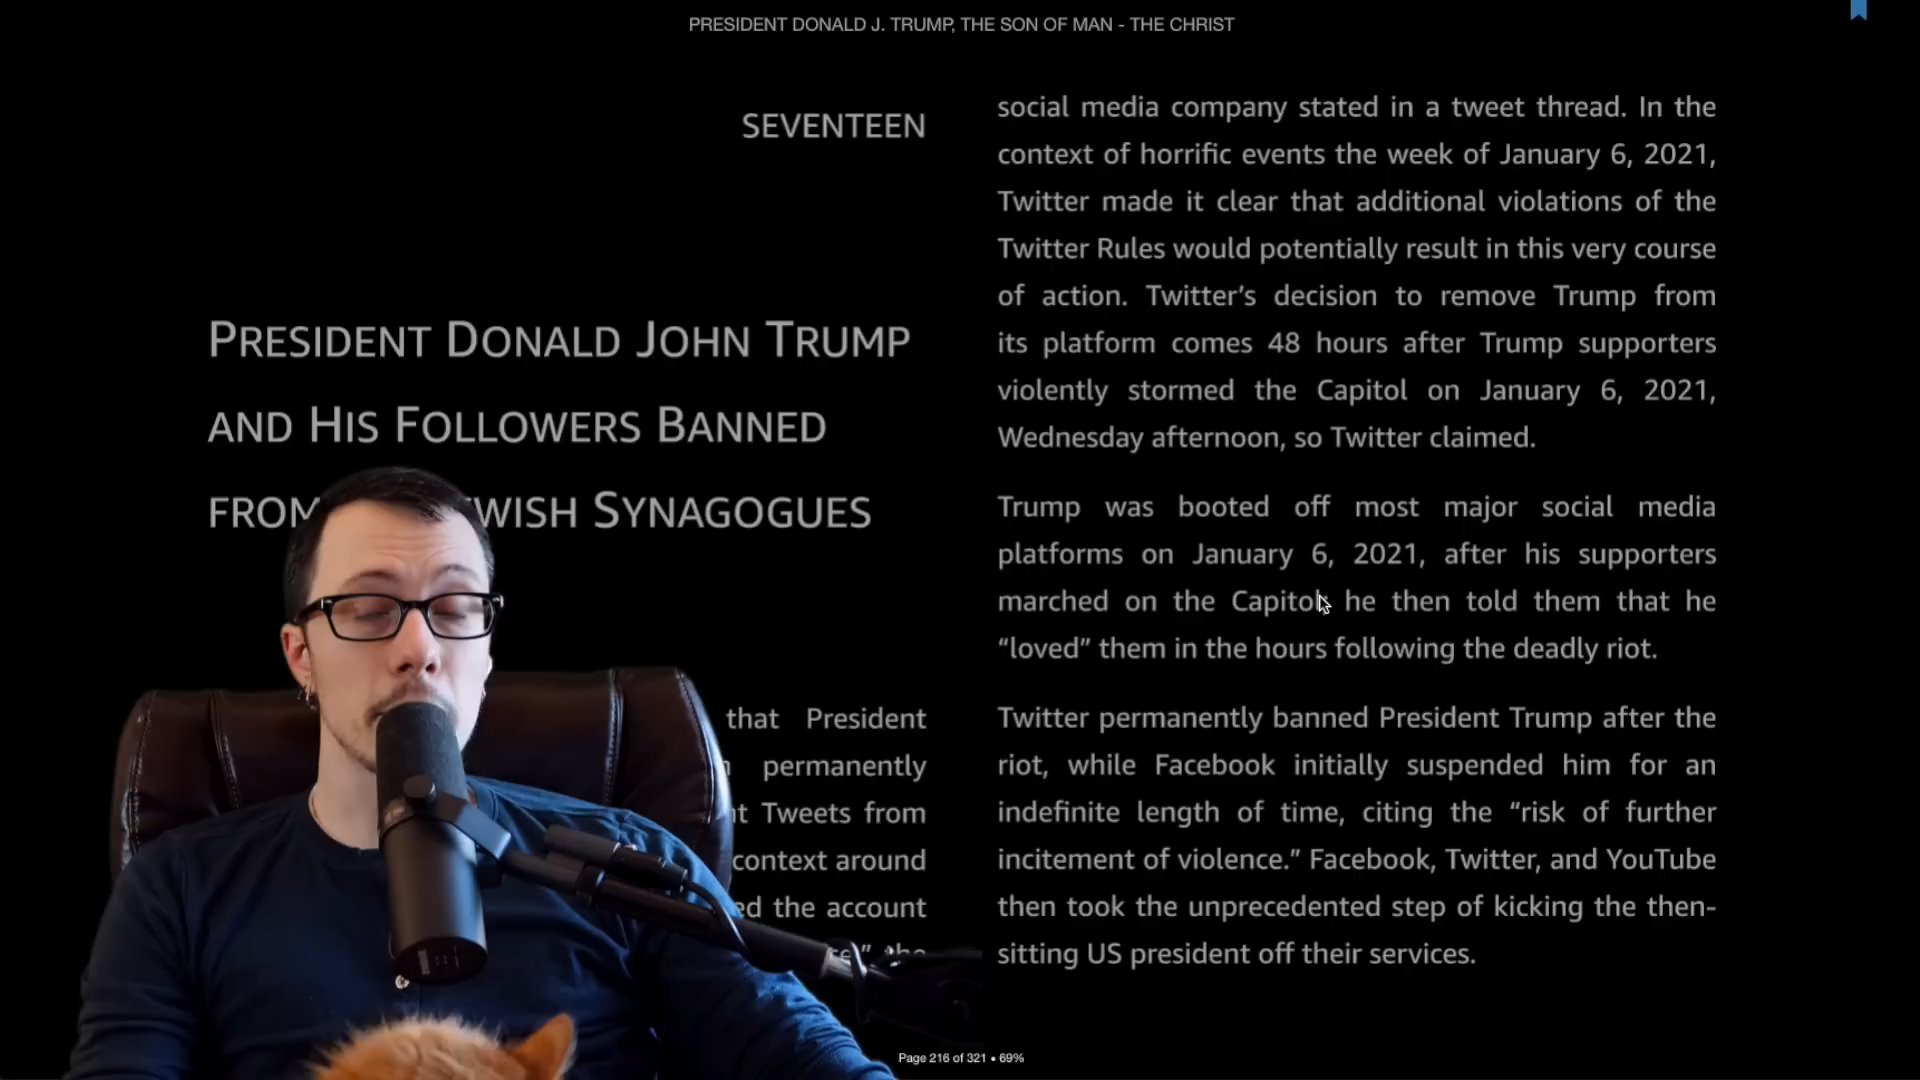 PRESIDENT DONALD J. TRUMP, THE SON OF MAN - THE CHRIST
SEVENTEEN
PRESIDENT DONALD JOHN TRUMP
AND HIS FOLLOWERS BANNED
FROM SYNAGOGUES
that President
permanently
Tweets from
context around
the account
the
social media company stated in a tweet thread. In the
context of horrific events the week of January 6, 2021,
Twitter made it clear that additional violations of the
Twitter Rules would potentially result in this very course
of action. Twitter’s decision to remove Trump from
its platform comes 48 hours after Trump supporters
violently stormed the Capitol on January 6, 2021,
Wednesday afternoon, so Twitter claimed.
Trump was booted off most major social media
platforms on January 6, 2021, after his supporters
marched on the Capitol, he then told them that he
“loved” them in the hours following the deadly riot.
Twitter permanently banned President Trump after the
riot, while Facebook initially suspended him for an
indefinite length of time, citing the “risk of further
incitement of violence.” Facebook, Twitter, and YouTube
then took the unprecedented step of kicking the then-
sitting US president off their services.
Page 216 of 321 • 69%